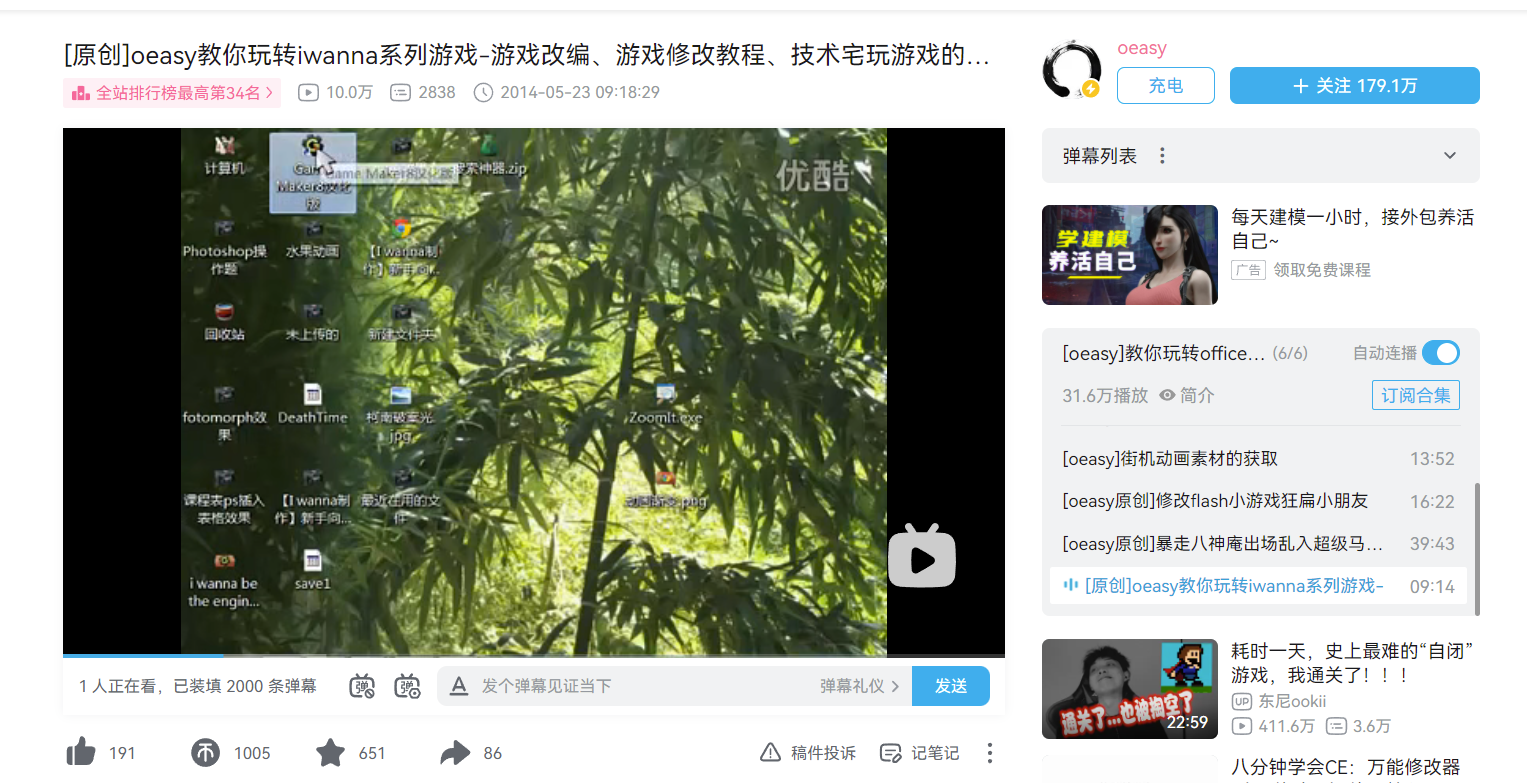 [原创]oeasy教你玩转iwanna系列游戏-游戏改编、游戏修改教程、技术宅玩游戏的…
全站排行榜最高第34名
10.0万
2838
2014-05-23 09:18:29
优酷
计算机
Game
Maker8汉化
版
Game Maker8汉化版
搜索神器.zip
Photoshop操
作题
水果动画
【I wanna制
作】新手向...
回收站
未上传的
新建文件夹
fotomorph效
果
DeathTime
柯南破案光
.jpg
ZoomIt.exe
课程表ps插入
表格效果
【I wanna制
作】新手向...
最近在用的文
件
.png
i wanna be
the engin...
save1
1 人正在看，已装填 2000 条弹幕
弹
弹
A
发个弹幕见证当下
弹幕礼仪
发送
191
1005
651
86
稿件投诉
记笔记
oeasy
充电
+ 关注 179.1万
弹幕列表
学建模
养活自己
每天建模一小时，接外包养活
自己~
广告
领取免费课程
[oeasy]教你玩转office…
(6/6)
自动连播
31.6万播放
简介
订阅合集
[oeasy]街机动画素材的获取
13:52
[oeasy原创]修改flash小游戏狂扁小朋友
16:22
[oeasy原创]暴走八神庵出场乱入超级马…
39:43
[原创]oeasy教你玩转iwanna系列游戏-
09:14
通关了...也被掏空了
22:59
耗时一天，史上最难的“自闭”
游戏，我通关了！！！
UP
东尼ookii
411.6万
3.6万
八分钟学会CE：万能修改器